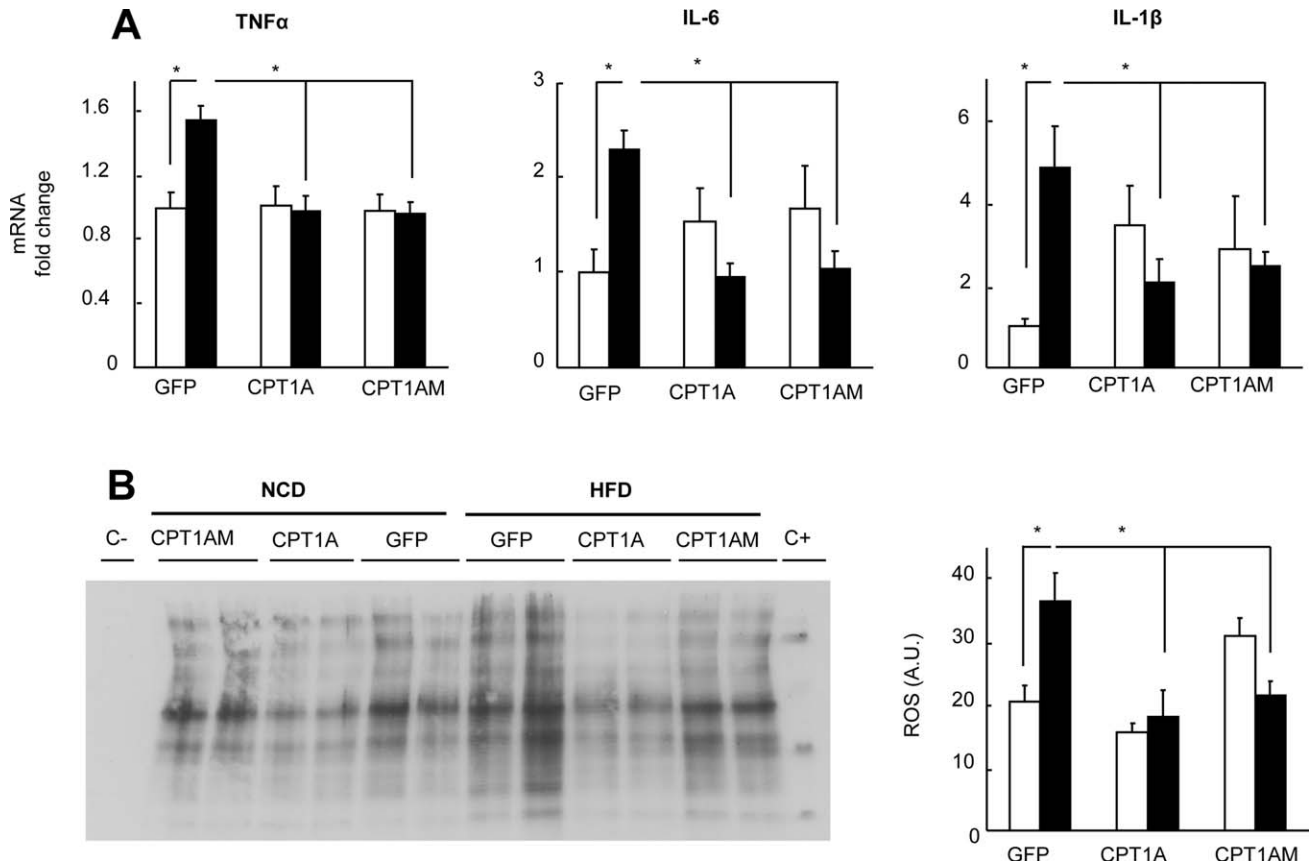 A
TNFα
IL-6
IL-1β
mRNA
fold change
* *
1.6
1.2
0.8
0.4
0
GFP CPT1A CPT1AM
* *
3
2
1
0
GFP CPT1A CPT1AM
* *
6
4
2
0
GFP CPT1A CPT1AM
B
NCD HFD
C- CPT1AM CPT1A GFP GFP CPT1A CPT1AM C+
ROS (A.U.)
* *
40
30
20
10
0
GFP CPT1A CPT1AM